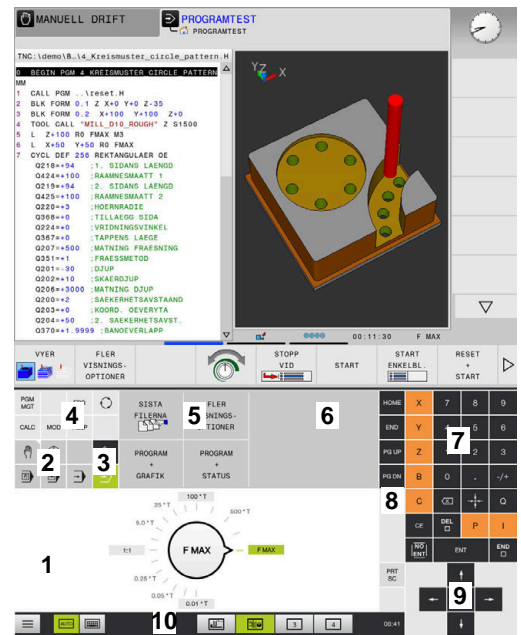 MANUELL DRIFT
PROGRAMTEST
PROGRAMTEST
TNC:\demo\B…\4_Kreismuster_circle_pattern.H
0 BEGIN PGM 4_KREISMUSTER_CIRCLE_PATTERN
MM
1 CALL PGM ..\reset.H
2 BLK FORM 0.1 Z X+0 Y+0 Z-35
3 BLK FORM 0.2 X+100 Y+100 Z+0
4 TOOL CALL "MILL_D10_ROUGH" Z S1500
5 L Z+100 R0 FMAX M3
6 L X+50 Y+50 R0 FMAX
7 CYCL DEF 256 REKTANGULAER OE
Q218=+94 ;1. SIDANS LAENGD
Q424=+100 ;RAAMNESMAATT 1
Q219=+94 ;2. SIDANS LAENGD
Q425=+100 ;RAAMNESMAATT 2
Q220=+3 ;HOERNRADIE
Q368=+0 ;TILLAEGG SIDA
Q224=+0 ;VRIDNINGSVINKEL
Q367=+0 ;TAPPENS LAEGE
Q207=+500 ;MATNING FRAESNING
Q351=+1 ;FRAESSMETOD
Q201=-30 ;DJUP
Q202=+10 ;SKAERDJUP
Q206=+3000 ;MATNING DJUP
Q200=+2 ;SAEKERHETSAVSTAAND
Q203=+0 ;KOORD. OEVERYTA
Q204=+50 ;2. SAEKERHETSAVST.
Q370=+1.9999 ;BANOEVERLAPP
YZ X
00:11:30 F MAX
VYER
FLER
VISNINGS-
OPTIONER
STOPP
VID
START
START
ENKELBL.
RESET
+
START
PGM
MGT
4
CALC
MOD
2
3
SISTA
FILERNA
5
FLER
OPTIONER
6
PROGRAM
+
GRAFIK
PROGRAM
+
STATUS
HOME X 7 8 9
END Y 5 6
7
PG UP Z 2 3
PG DN B 0 . -/+
8
C Q
CE DEL P I
NO
ENT
ENT
END
PRT
SC
9
1
100 °T
25 °T
500 °T
5.0 °T
1:1
F MAX
F MAX
0.25 °T
0.05 °T
0.01 °T
AUTO
10
3
4
08:41